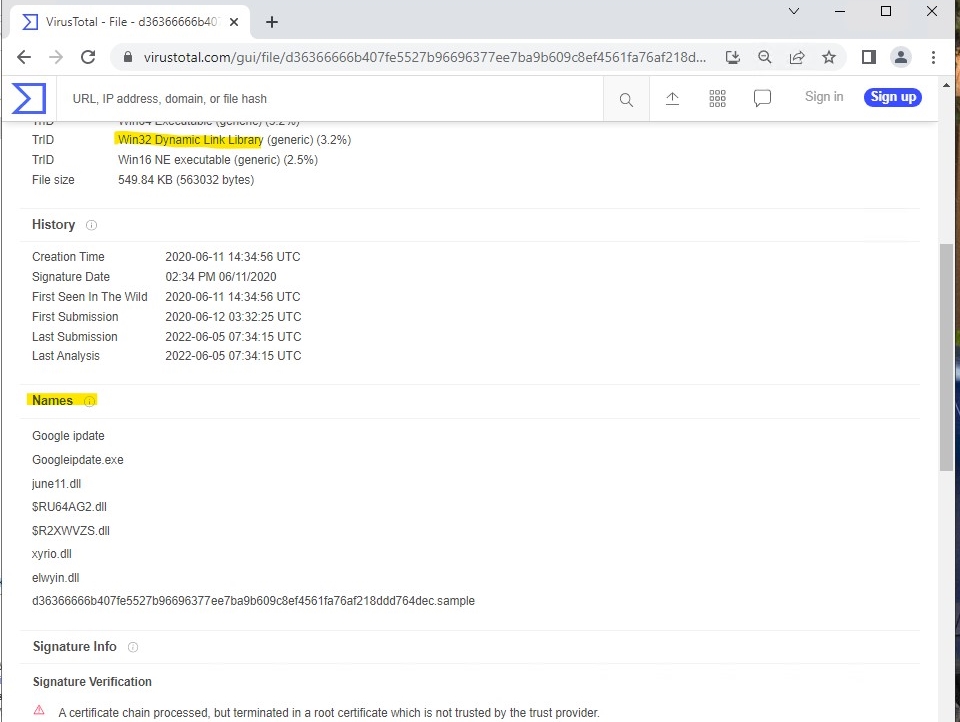 VirusTotal - File - d36366666b407
virustotal.com/gui/file/d36366666b407fe5527b96696377ee7ba9b609c8ef4561fa76af218d...
URL, IP address, domain, or file hash
Sign in
Sign up
TrID Win64 Executable (generic) (3.2%)
TrID Win32 Dynamic Link Library (generic) (3.2%)
TrID Win16 NE executable (generic) (2.5%)
File size 549.84 KB (563032 bytes)
History
Creation Time 2020-06-11 14:34:56 UTC
Signature Date 02:34 PM 06/11/2020
First Seen In The Wild 2020-06-11 14:34:56 UTC
First Submission 2020-06-12 03:32:25 UTC
Last Submission 2022-06-05 07:34:15 UTC
Last Analysis 2022-06-05 07:34:15 UTC
Names
Google ipdate
Googleipdate.exe
june11.dll
$RU64AG2.dll
$R2XWVZS.dll
xyrio.dll
elwyin.dll
d36366666b407fe5527b96696377ee7ba9b609c8ef4561fa76af218ddd764dec.sample
Signature Info
Signature Verification
A certificate chain processed, but terminated in a root certificate which is not trusted by the trust provider.